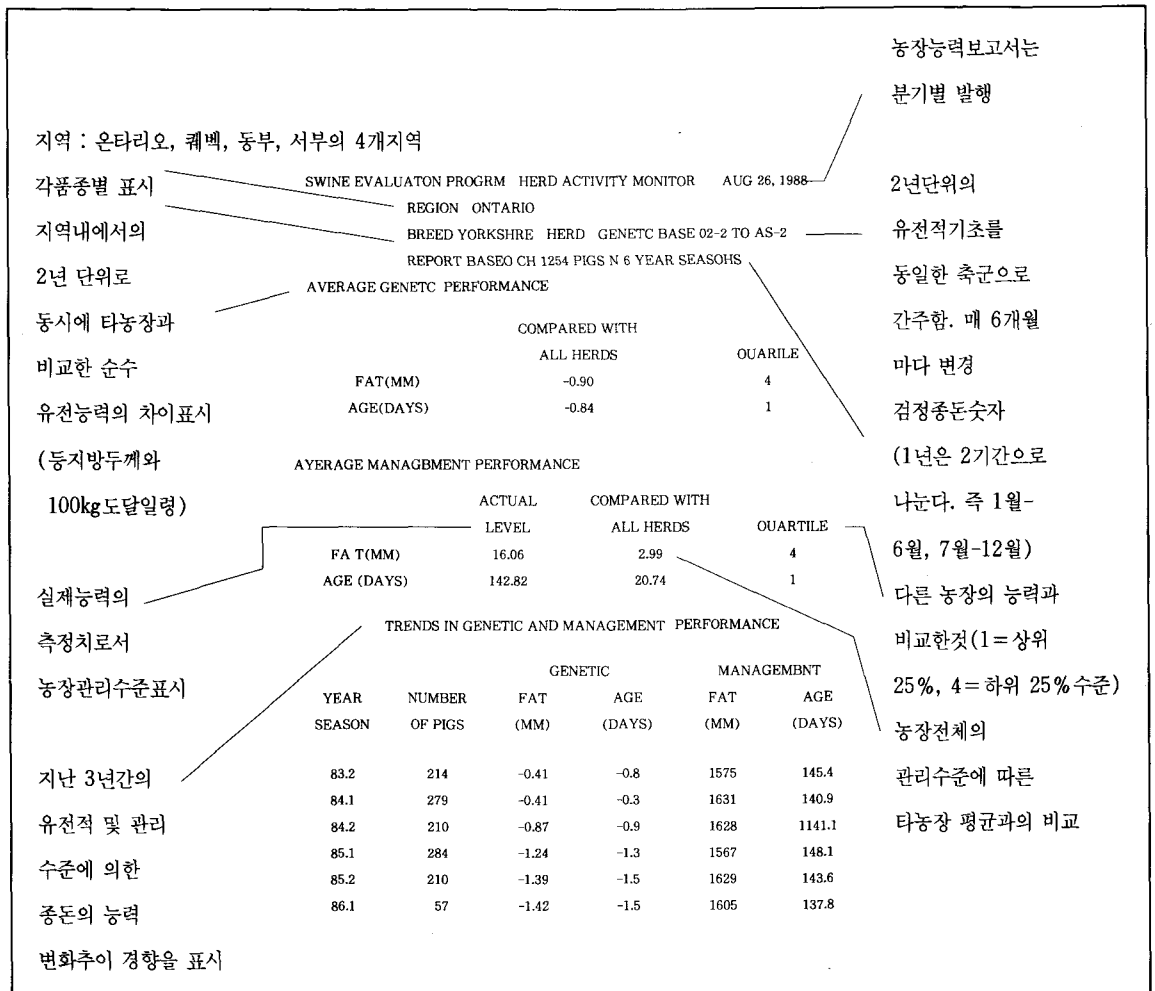 농장능력보고서는
분기별 발행
지역 : 온타리오, 퀘벡, 동부, 서부의 4개지역
각품종별 표시
지역내에서의
2년 단위로
동시에 타농장과
비교한 순수
유전능력의 차이표시
(등지방두께와
100kg도달일령)
실제능력의
측정치로서
농장관리수준표시
지난 3년간의
유전적 및 관리
수준에 의한
종돈의 능력
변화추이 경향을 표시
SWINE EVALUATON PROGRM HERD ACTIVITY MONITOR AUG 26, 1988
REGION ONTARIO
BREED YORKSHRE HERD GENETC BASE 02-2 TO AS-2
REPORT BASEO CH 1254 PIGS N 6 YEAR SEASOHS
AVERAGE GENETC PERFORMANCE
COMPARED WITH
ALL HERDS OUARILE
FAT(MM) -0.90 4
AGE(DAYS) -0.84 1
AYERAGE MANAGBMENT PERFORMANCE
ACTUAL COMPARED WITH
LEVEL ALL HERDS OUARTILE
FA T(MM) 16.06 2.99 4
AGE (DAYS) 142.82 20.74 1
TRENDS IN GENETIC AND MANAGEMENT PERFORMANCE
GENETIC MANAGEMBNT
YEAR NUMBER FAT AGE FAT AGE
SEASON OF PIGS (MM) (DAYS) (MM) (DAYS)
83.2 214 -0.41 -0.8 1575 145.4
84.1 279 -0.41 -0.3 1631 140.9
84.2 210 -0.87 -0.9 1628 1141.1
85.1 284 -1.24 -1.3 1567 148.1
85.2 210 -1.39 -1.5 1629 143.6
86.1 57 -1.42 -1.5 1605 137.8
2년단위의
유전적기초를
동일한 축군으로
간주함. 매 6개월
마다 변경
검정종돈숫자
(1년은 2기간으로
나눈다. 즉 1월-
6월, 7월-12월)
다른 농장의 능력과
비교한것(1=상위
25%, 4=하위 25%수준)
농장전체의
관리수준에 따른
타농장 평균과의 비교